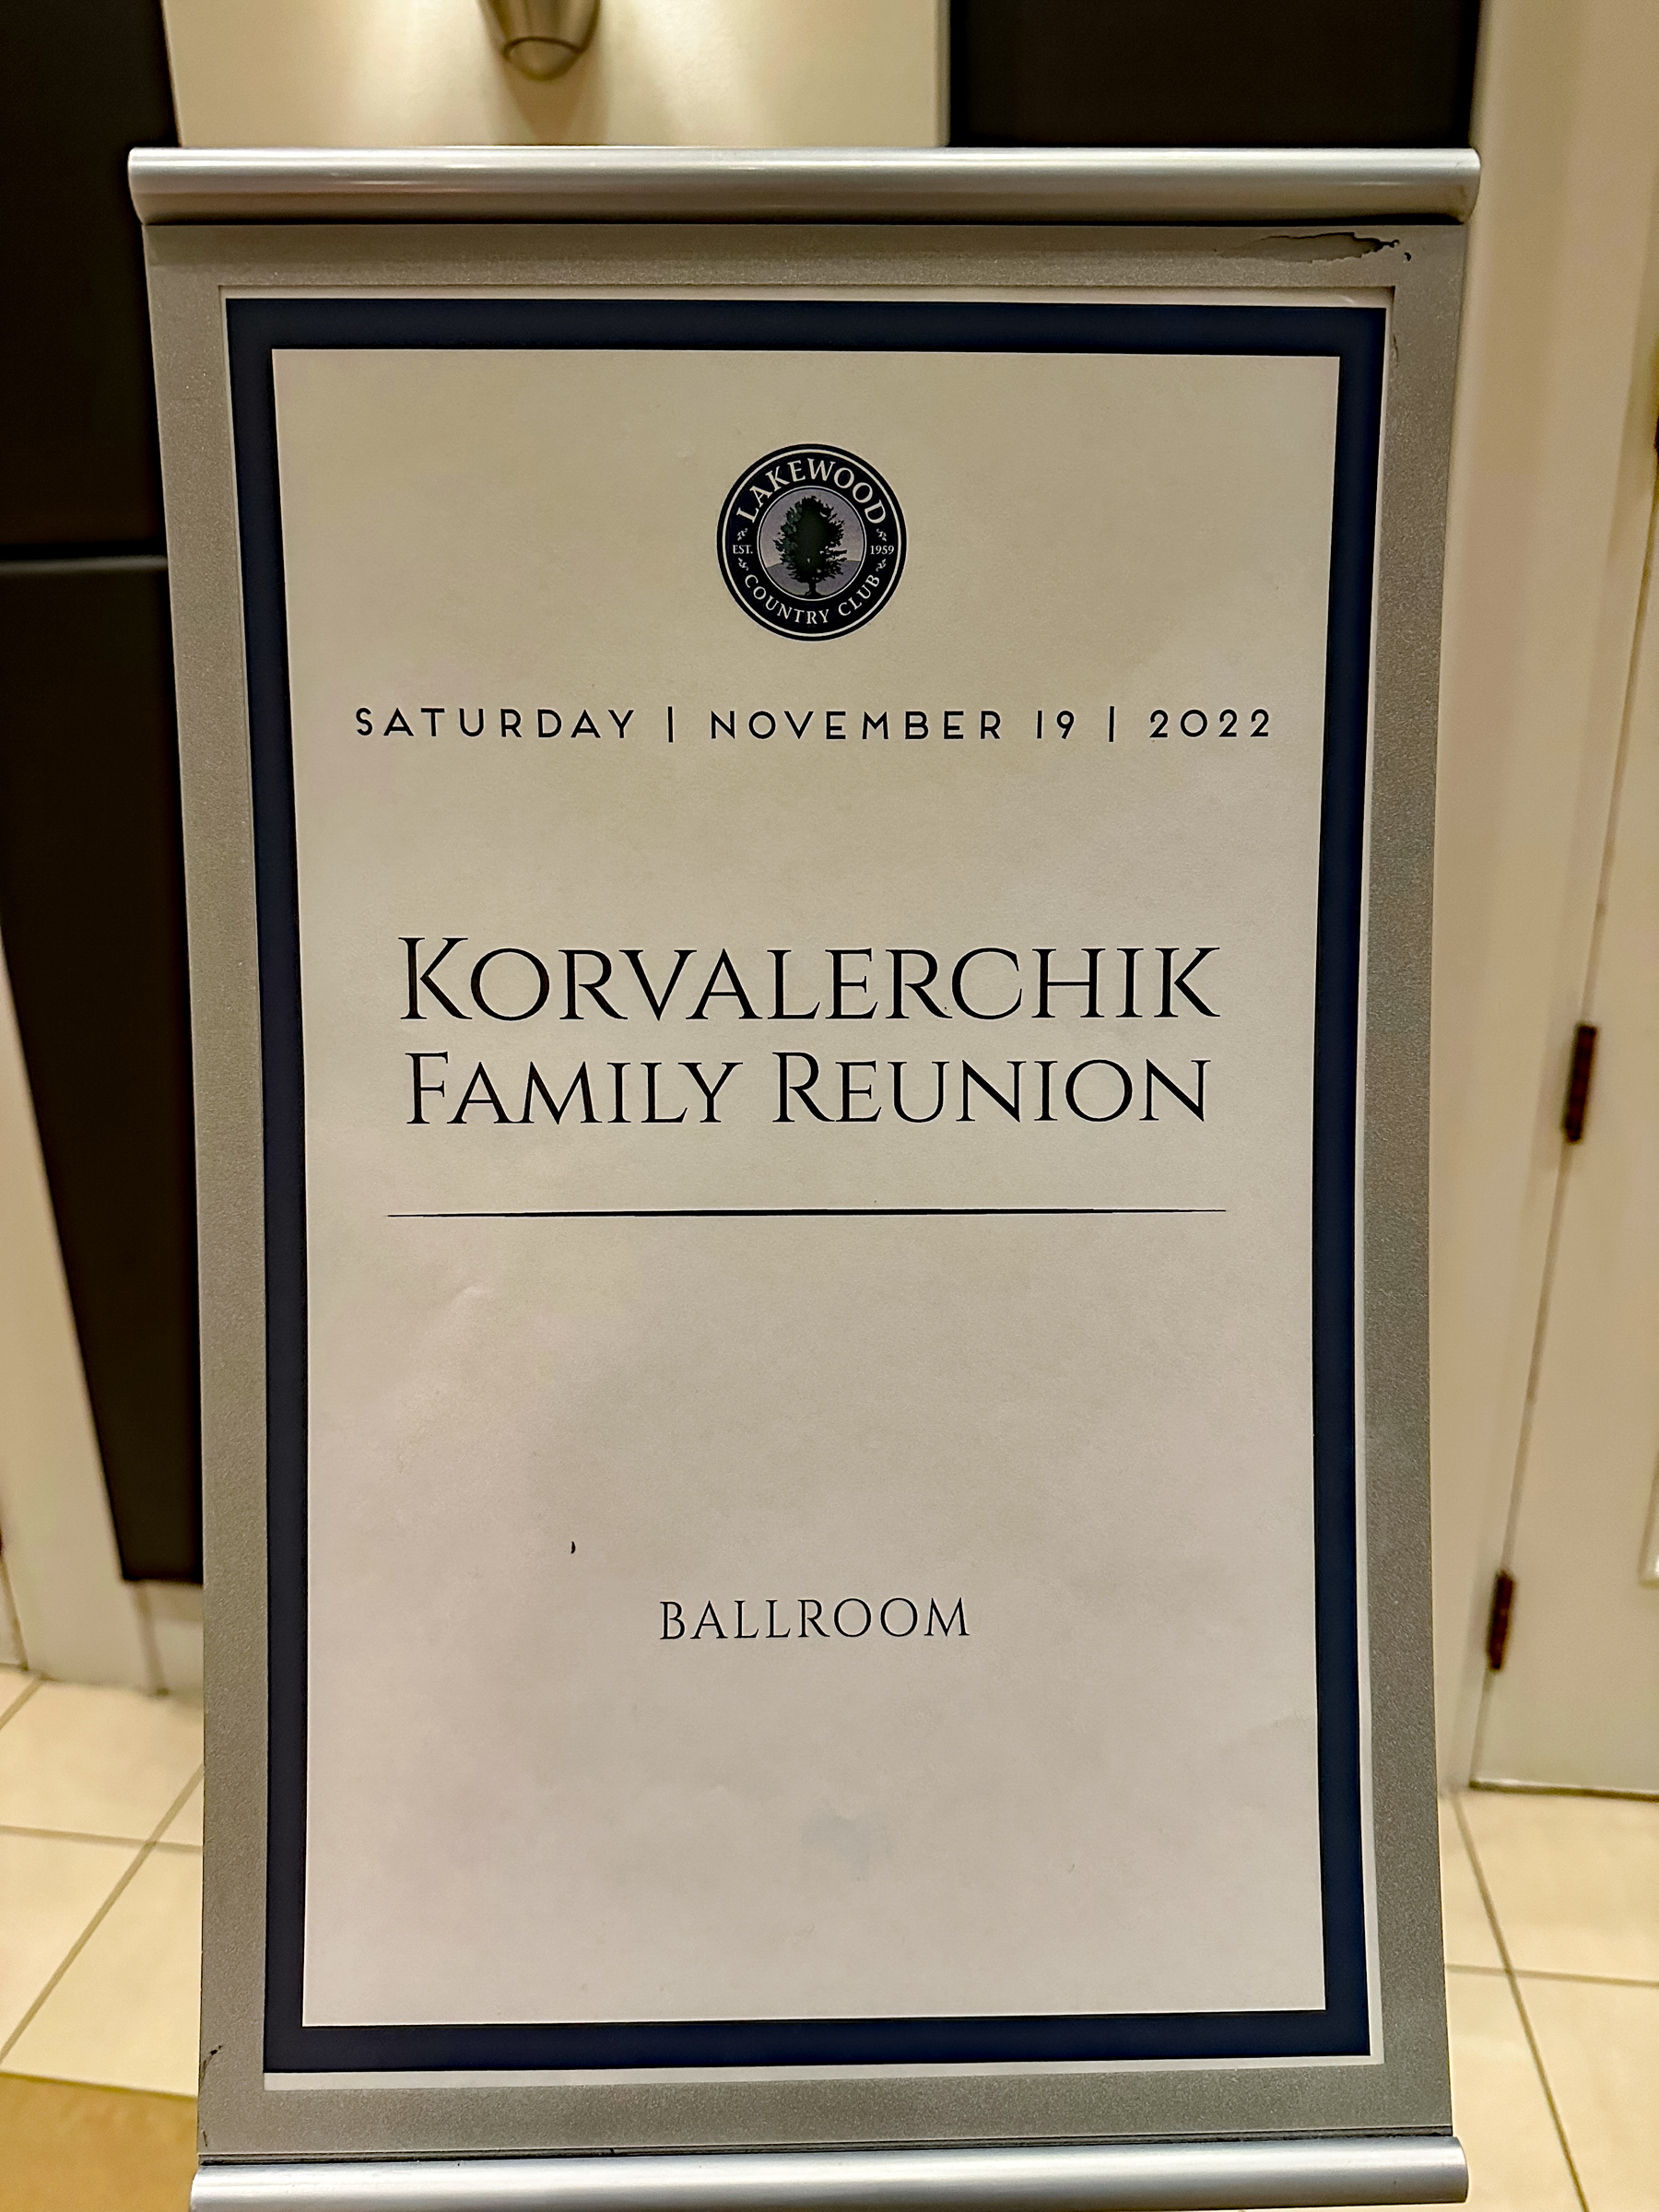 LAKEWOOD
EST. 1959
COUNTRY CLUB
SATURDAY | NOVEMBER 19 | 2022
KORVALERCHIK
FAMILY REUNION
BALLROOM